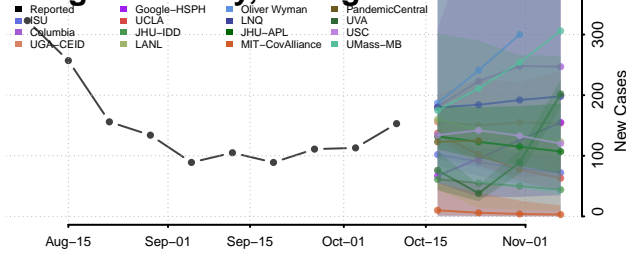 Reported Google–HSPH Oliver Wyman PandemicCentral
ISU UCLA LNQ UVA
Columbia JHU–IDD JHU–APL USC
UGA–CEID LANL MIT–CovAlliance UMass–MB
0 100 200 300
New Cases
Aug–15 Sep–01 Sep–15 Oct–01 Oct–15 Nov–01